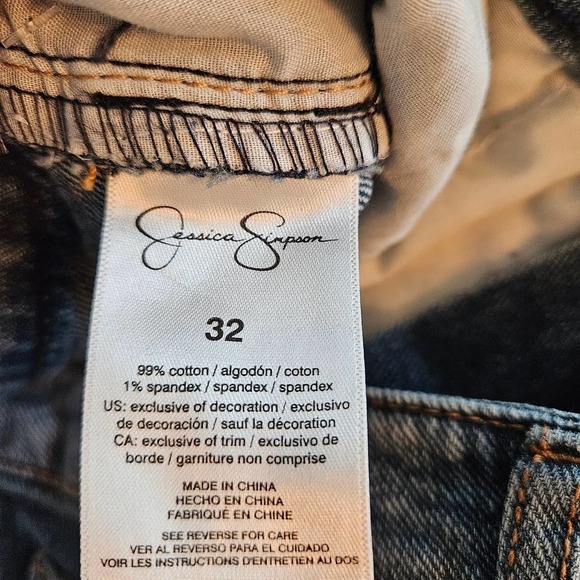 Jessica Simpson
32
99% cotton / algodón / coton
1% spandex / spandex / spandex
US: exclusive of decoration / exclusivo
de decoración / sauf la décoration
CA: exclusive of trim / exclusivo de
borde / garniture non comprise
MADE IN CHINA
HECHO EN CHINA
FABRIQUÉ EN CHINE
SEE REVERSE FOR CARE
VER AL REVERSO PARA EL CUIDADO
VOIR LES INSTRUCTIONS D'ENTRETIEN AU DOS